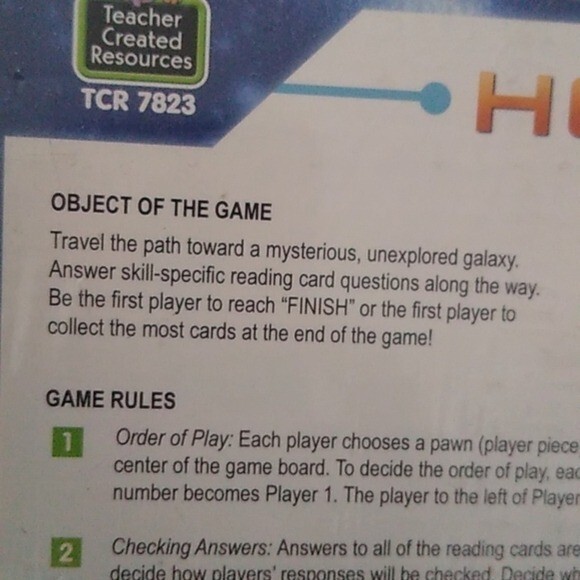 Teacher
Created
Resources
TCR 7823
OBJECT OF THE GAME
Travel the path toward a mysterious, unexplored galaxy.
Answer skill-specific reading card questions along the way.
Be the first player to reach “FINISH” or the first player to
collect the most cards at the end of the game!
GAME RULES
1 Order of Play: Each player chooses a pawn (player piece
center of the game board. To decide the order of play, eac
number becomes Player 1. The player to the left of Player
2 Checking Answers: Answers to all of the reading cards are
decide how players’ responses will be checked. Decide wh